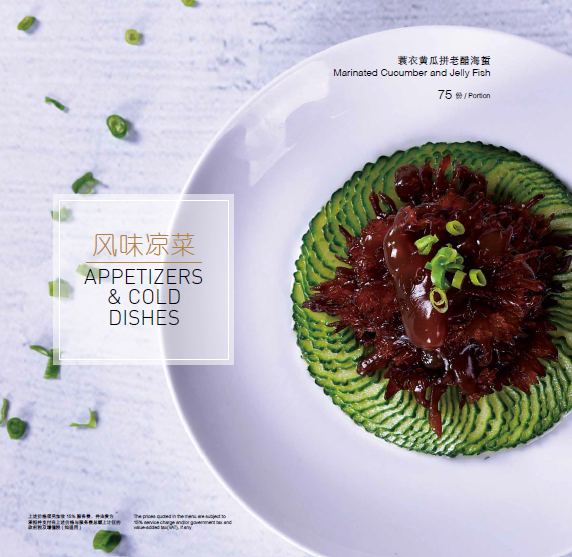 蓑衣黄瓜拼老醋海蜇
Marinated Cucumber and Jelly Fish
75 份 / Portion
风味凉菜
APPETIZERS
& COLD
DISHES
The prices quoted in the menu are subject to
15% service charge and/or government tax and
value-added tax(VAT), if any